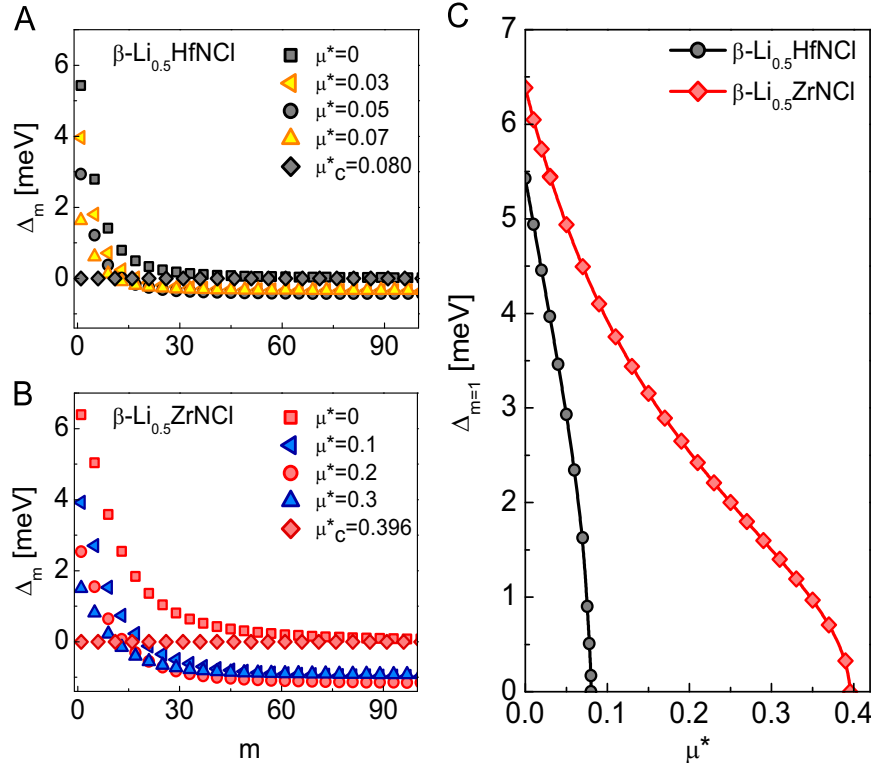 A
β-Li0.5HfNCl
μ*=0
μ*=0.03
μ*=0.05
μ*=0.07
μ*C=0.080
Δm [meV]
6
4
2
0
0 30 60 90
B
β-Li0.5ZrNCl
μ*=0
μ*=0.1
μ*=0.2
μ*=0.3
μ*C=0.396
Δm [meV]
6
4
2
0
0 30 60 90
m
C
β-Li0.5HfNCl
β-Li0.5ZrNCl
Δm=1 [meV]
7
6
5
4
3
2
1
0
0.0 0.1 0.2 0.3 0.4
μ*